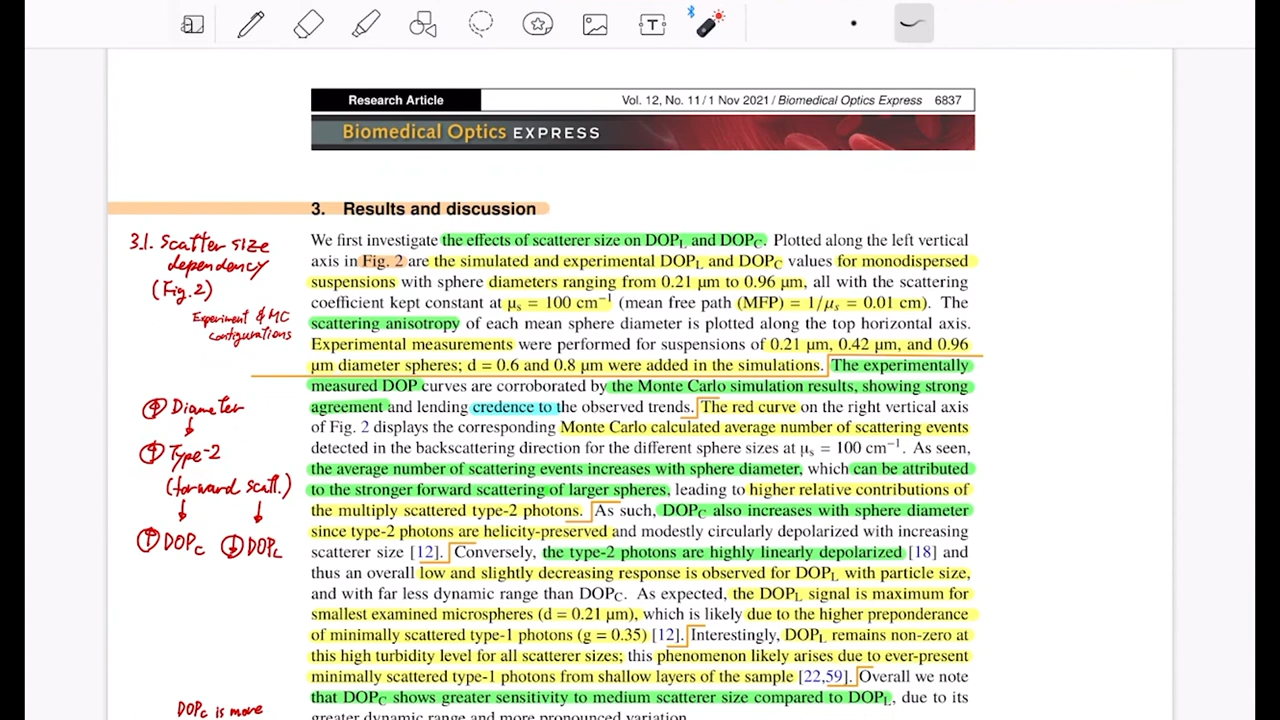 Research Article
Vol. 12, No. 11 / 1 Nov 2021 / Biomedical Optics Express 6837
Biomedical Optics EXPRESS
3. Results and discussion
3.1. Scatter size
dependency
(Fig.2)
Experiment & MC
configurations
We first investigate the effects of scatterer size on DOPL and DOPC. Plotted along the left vertical
axis in Fig. 2 are the simulated and experimental DOPL and DOPC values for monodispersed
suspensions with sphere diameters ranging from 0.21 μm to 0.96 μm, all with the scattering
coefficient kept constant at μs = 100 cm−1 (mean free path (MFP) = 1/μs = 0.01 cm). The
scattering anisotropy of each mean sphere diameter is plotted along the top horizontal axis.
Experimental measurements were performed for suspensions of 0.21 μm, 0.42 μm, and 0.96
μm diameter spheres; d = 0.6 and 0.8 μm were added in the simulations. The experimentally
measured DOP curves are corroborated by the Monte Carlo simulation results, showing strong
agreement and lending credence to the observed trends. The red curve on the right vertical axis
of Fig. 2 displays the corresponding Monte Carlo calculated average number of scattering events
detected in the backscattering direction for the different sphere sizes at μs = 100 cm−1. As seen,
the average number of scattering events increases with sphere diameter, which can be attributed
to the stronger forward scattering of larger spheres, leading to higher relative contributions of
the multiply scattered type-2 photons. As such, DOPC also increases with sphere diameter
since type-2 photons are helicity-preserved and modestly circularly depolarized with increasing
scatterer size [12]. Conversely, the type-2 photons are highly linearly depolarized [18] and
thus an overall low and slightly decreasing response is observed for DOPL with particle size,
and with far less dynamic range than DOPC. As expected, the DOPL signal is maximum for
smallest examined microspheres (d = 0.21 μm), which is likely due to the higher preponderance
of minimally scattered type-1 photons (g = 0.35) [12]. Interestingly, DOPL remains non-zero at
this high turbidity level for all scatterer sizes; this phenomenon likely arises due to ever-present
minimally scattered type-1 photons from shallow layers of the sample [22,59]. Overall we note
that DOPC shows greater sensitivity to medium scatterer size compared to DOPL, due to its
greater dynamic range and more pronounced variation.
↑ Diameter
↓
↑ Type-2
(forward scatt.)
↓ ↓
↑ DOPC ↓ DOPL
DOPC is more